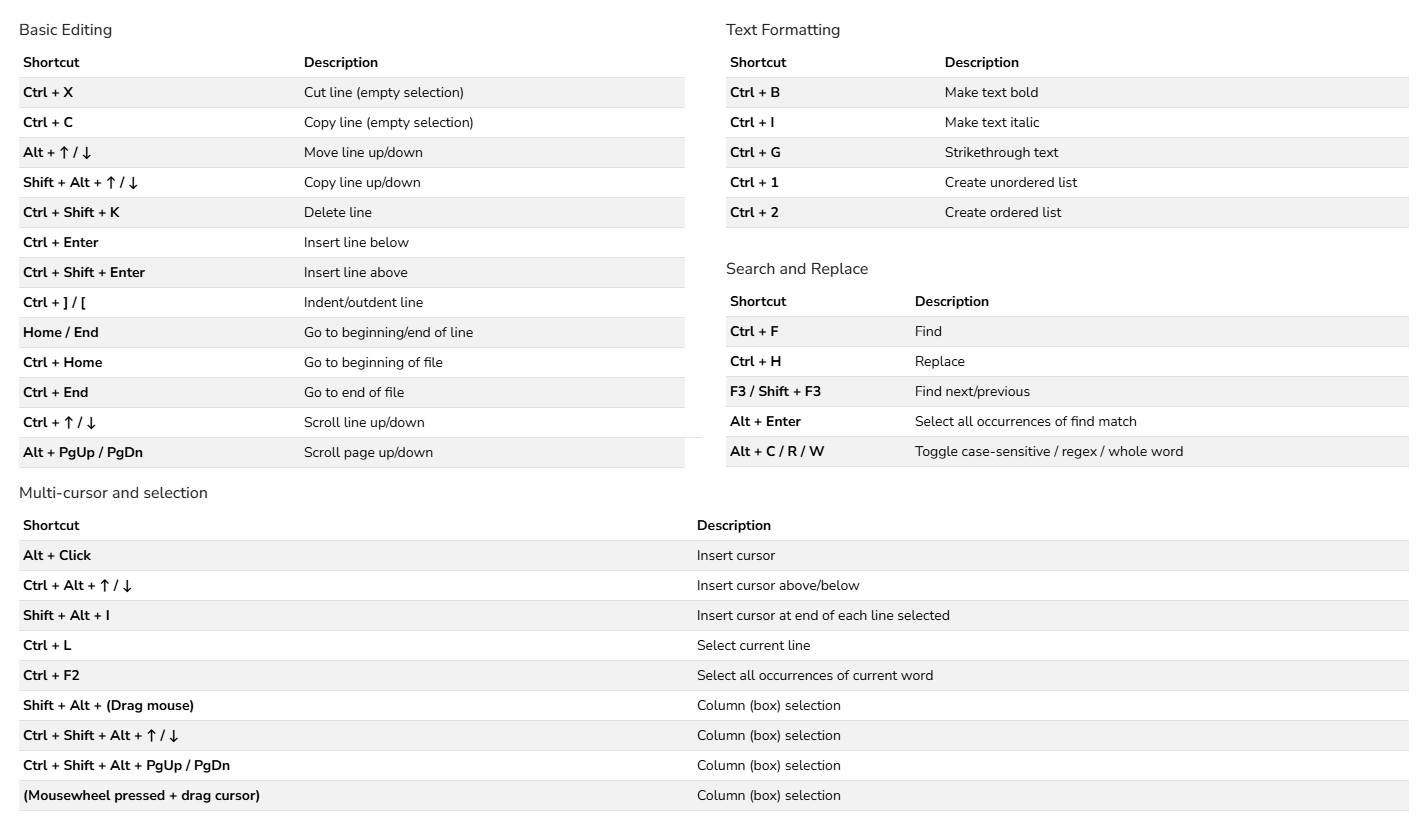 Basic Editing
Shortcut Description
Ctrl + X Cut line (empty selection)
Ctrl + C Copy line (empty selection)
Alt + ↑ / ↓ Move line up/down
Shift + Alt + ↑ / ↓ Copy line up/down
Ctrl + Shift + K Delete line
Ctrl + Enter Insert line below
Ctrl + Shift + Enter Insert line above
Ctrl + ] / [ Indent/outdent line
Home / End Go to beginning/end of line
Ctrl + Home Go to beginning of file
Ctrl + End Go to end of file
Ctrl + ↑ / ↓ Scroll line up/down
Alt + PgUp / PgDn Scroll page up/down
Text Formatting
Shortcut Description
Ctrl + B Make text bold
Ctrl + I Make text italic
Ctrl + G Strikethrough text
Ctrl + 1 Create unordered list
Ctrl + 2 Create ordered list
Search and Replace
Shortcut Description
Ctrl + F Find
Ctrl + H Replace
F3 / Shift + F3 Find next/previous
Alt + Enter Select all occurrences of find match
Alt + C / R / W Toggle case-sensitive / regex / whole word
Multi-cursor and selection
Shortcut Description
Alt + Click Insert cursor
Ctrl + Alt + ↑ / ↓ Insert cursor above/below
Shift + Alt + I Insert cursor at end of each line selected
Ctrl + L Select current line
Ctrl + F2 Select all occurrences of current word
Shift + Alt + (Drag mouse) Column (box) selection
Ctrl + Shift + Alt + ↑ / ↓ Column (box) selection
Ctrl + Shift + Alt + PgUp / PgDn Column (box) selection
(Mousewheel pressed + drag cursor) Column (box) selection